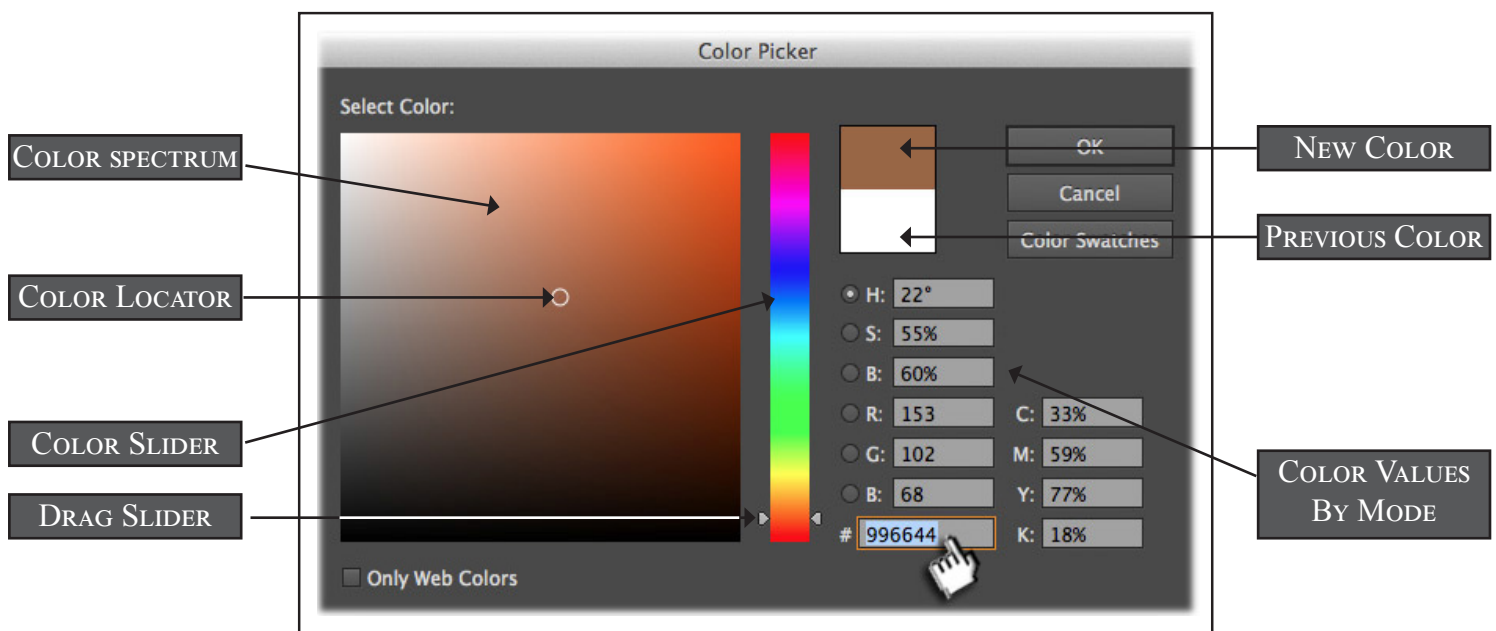 Color Picker
Select Color:
COLOR SPECTRUM
COLOR LOCATOR
COLOR SLIDER
DRAG SLIDER
OK
Cancel
Color Swatches
NEW COLOR
PREVIOUS COLOR
H: 22°
S: 55%
B: 60%
R: 153
G: 102
B: 68
# 996644
C: 33%
M: 59%
Y: 77%
K: 18%
COLOR VALUES
BY MODE
Only Web Colors